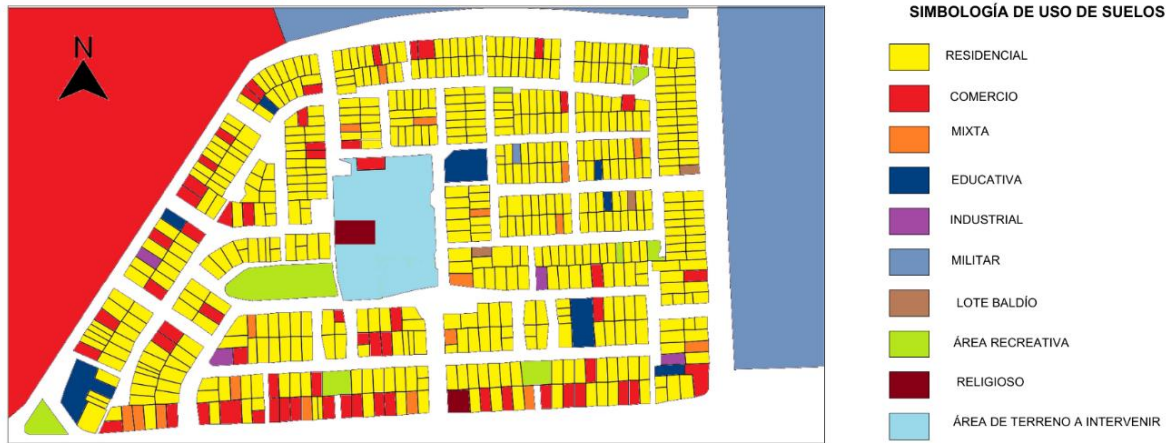 SIMBOLOGÍA DE USO DE SUELOS
N
RESIDENCIAL
COMERCIO
MIXTA
EDUCATIVA
INDUSTRIAL
MILITAR
LOTE BALDÍO
ÁREA RECREATIVA
RELIGIOSO
ÁREA DE TERRENO A INTERVENIR